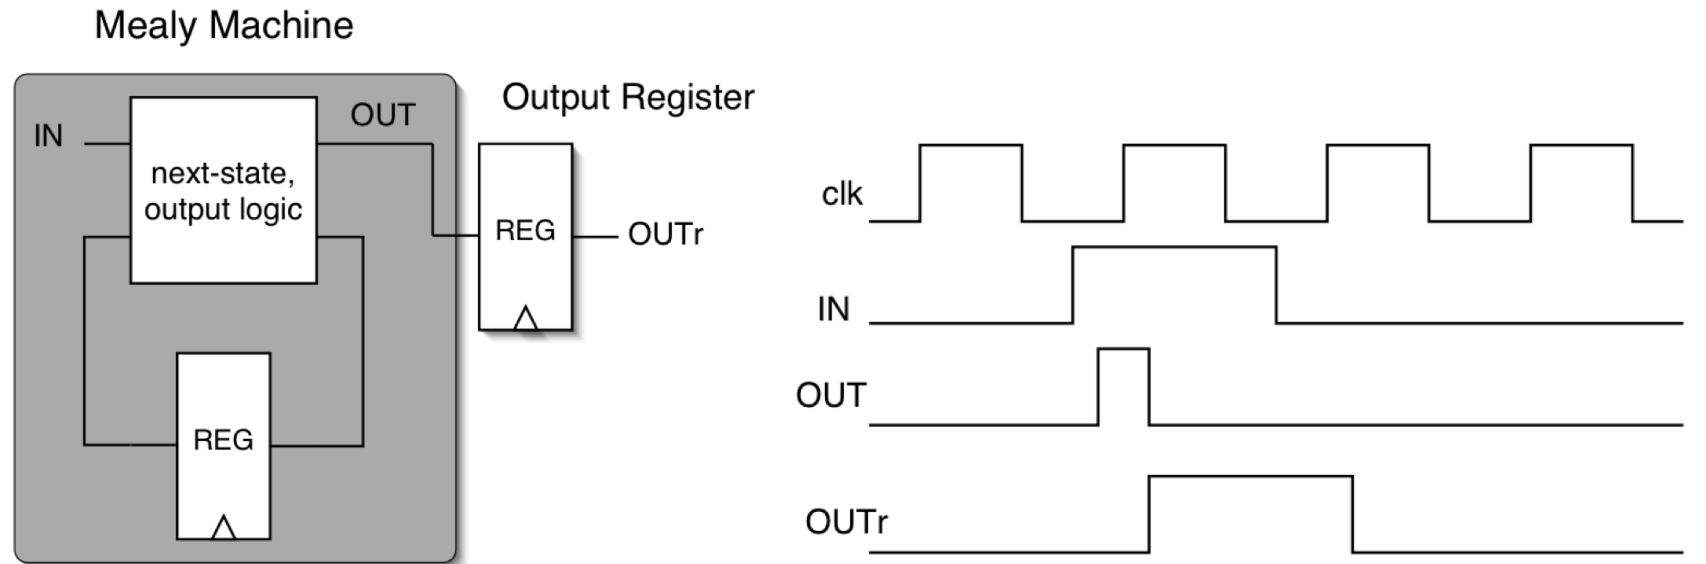 Mealy Machine
IN
OUT
next-state,
output logic
REG
Output Register
REG
OUTr
clk
IN
OUT
OUTr